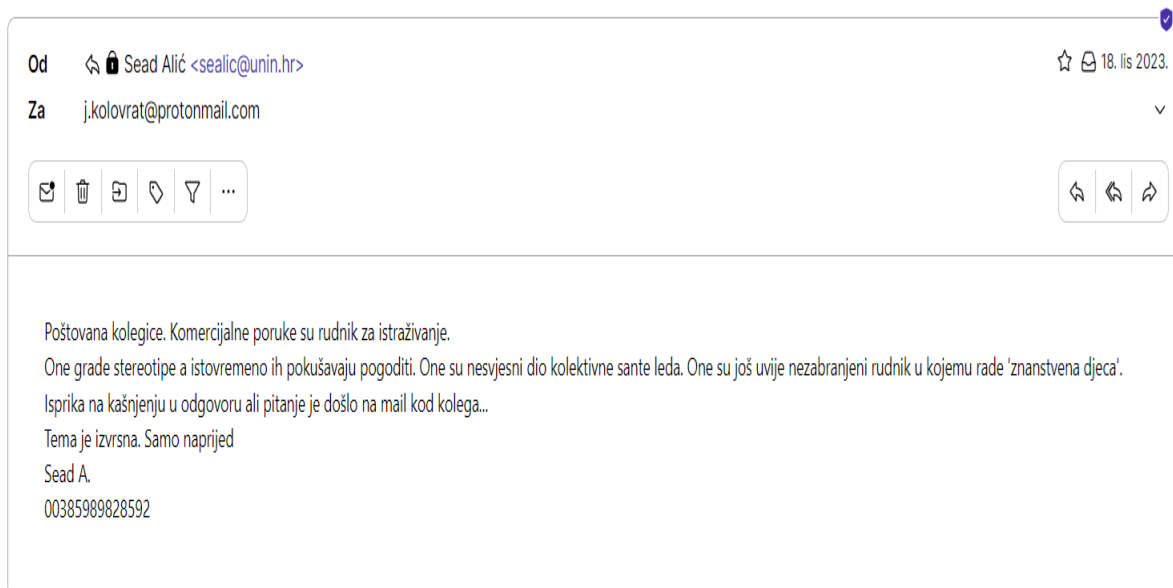 Od Sead Alić <sealic@unin.hr> 18. lis 2023.
Za j.kolovrat@protonmail.com
Poštovana kolegice. Komercijalne poruke su rudnik za istraživanje.
One grade stereotipe a istovremeno ih pokušavaju pogoditi. One su nesvjesni dio kolektivne sante leda. One su još uvije nezabranjeni rudnik u kojemu rade 'znanstvena djeca'.
Isprika na kašnjenju u odgovoru ali pitanje je došlo na mail kod kolega...
Tema je izvrsna. Samo naprijed
Sead A.
00385989828592